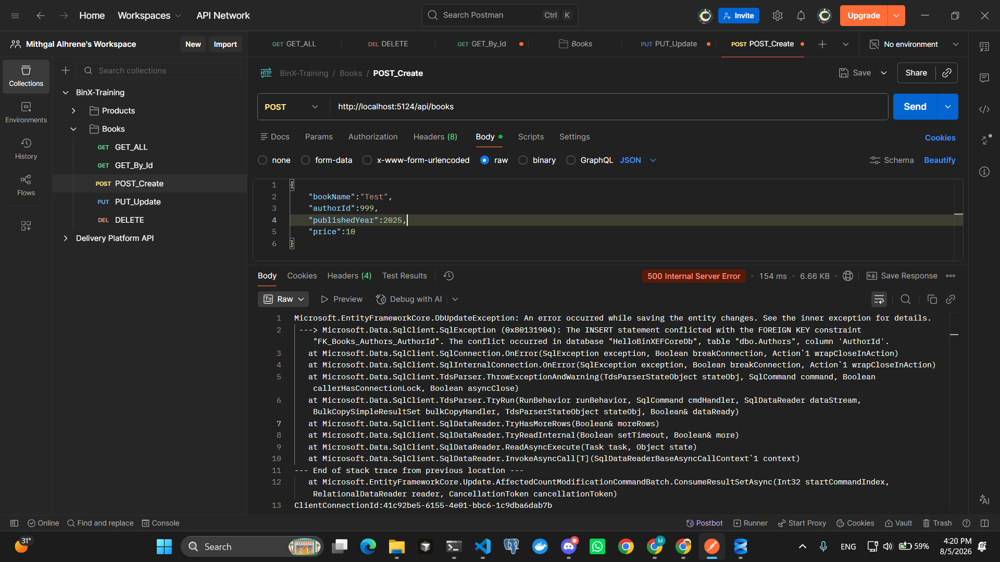 Home
Workspaces
API Network
Search Postman
Ctrl
K
Invite
Upgrade
Mithgal Alhrene's Workspace
New
Import
GET GET_ALL
DEL DELETE
GET GET_By_Id
Books
PUT PUT_Update
POST POST_Create
No environment
Collections
Environments
History
Flows
Search collections
BinX-Training
Products
Books
GET GET_ALL
GET GET_By_Id
POST POST_Create
PUT PUT_Update
DEL DELETE
Delivery Platform API
HTTP BinX-Training / Books / POST_Create
Save
Share
POST
http://localhost:5124/api/books
Send
Docs
Params
Authorization
Headers (8)
Body
Scripts
Settings
Cookies
none
form-data
x-www-form-urlencoded
raw
binary
GraphQL
JSON
Schema
Beautify
1 {
2 "bookName":"Test",
3 "authorId":999,
4 "publishedYear":2025,
5 "price":10
6 }
Body
Cookies
Headers (4)
Test Results
500 Internal Server Error
154 ms
6.66 KB
e.g. Save Response
Raw
Preview
Debug with AI
1 Microsoft.EntityFrameworkCore.DbUpdateException: An error occurred while saving the entity changes. See the inner exception for details.
2 ---> Microsoft.Data.SqlClient.SqlException (0x80131904): The INSERT statement conflicted with the FOREIGN KEY constraint
"FK_Books_Authors_AuthorId". The conflict occurred in database "HelloBinXEFCoreDb", table "dbo.Authors", column 'AuthorId'.
3 at Microsoft.Data.SqlClient.SqlConnection.OnError(SqlException exception, Boolean breakConnection, Action`1 wrapCloseInAction)
4 at Microsoft.Data.SqlClient.SqlInternalConnection.OnError(SqlException exception, Boolean breakConnection, Action`1 wrapCloseInAction)
5 at Microsoft.Data.SqlClient.TdsParser.ThrowExceptionAndWarning(TdsParserStateObject stateObj, SqlCommand command, Boolean
callerHasConnectionLock, Boolean asyncClose)
6 at Microsoft.Data.SqlClient.TdsParser.TryRun(RunBehavior runBehavior, SqlCommand cmdHandler, SqlDataReader dataStream,
BulkCopySimpleResultSet bulkCopyHandler, TdsParserStateObject stateObj, Boolean& dataReady)
7 at Microsoft.Data.SqlClient.SqlDataReader.TryHasMoreRows(Boolean& moreRows)
8 at Microsoft.Data.SqlClient.SqlDataReader.TryReadInternal(Boolean setTimeout, Boolean& more)
9 at Microsoft.Data.SqlClient.SqlDataReader.ReadAsyncExecute(Task task, Object state)
10 at Microsoft.Data.SqlClient.SqlDataReader.InvokeAsyncCall[T](SqlDataReaderBaseAsyncCallContext`1 context)
11 --- End of stack trace from previous location ---
12 at Microsoft.EntityFrameworkCore.Update.AffectedCountModificationCommandBatch.ConsumeResultSetAsync(Int32 startCommandIndex,
RelationalDataReader reader, CancellationToken cancellationToken)
13 ClientConnectionId:41c92be5-6155-4e01-bbc6-1c9dba6dab7b
AI
Online
Find and replace
Console
Postbot
Runner
Start Proxy
Cookies
Vault
Trash
31°
Search
M
ENG
59%
4:20 PM
8/5/2026